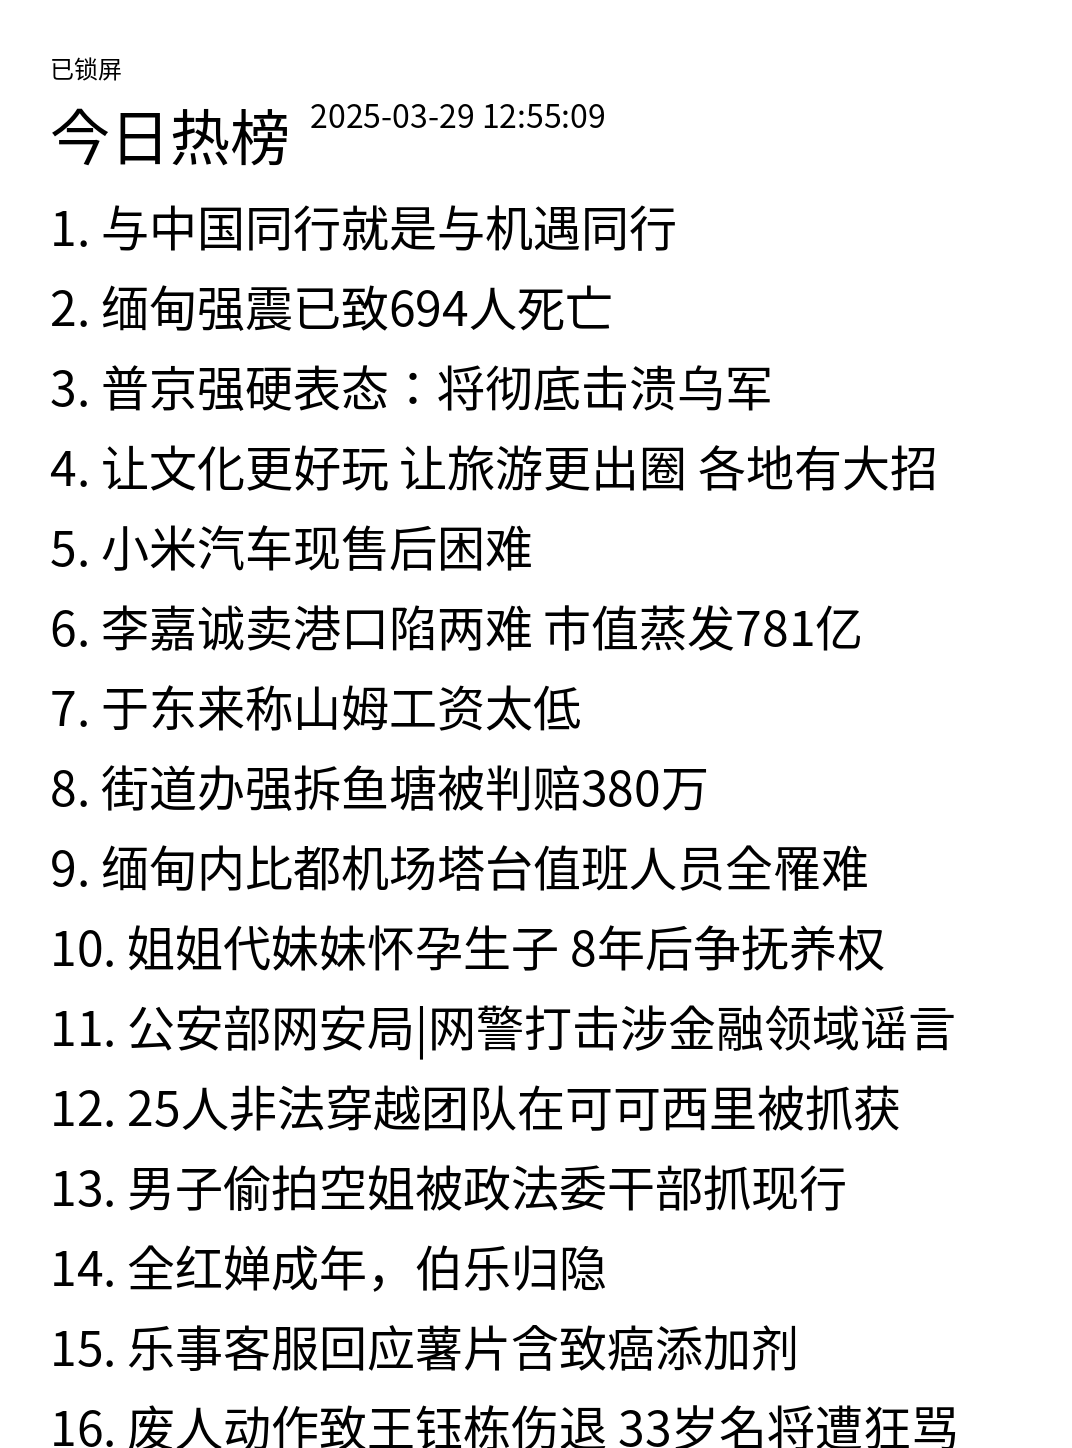 已锁屏
今日热榜 2025-03-29 12:55:09
1. 与中国同行就是与机遇同行
2. 缅甸强震已致694人死亡
3. 普京强硬表态：将彻底击溃乌军
4. 让文化更好玩 让旅游更出圈 各地有大招
5. 小米汽车现售后困难
6. 李嘉诚卖港口陷两难 市值蒸发781亿
7. 于东来称山姆工资太低
8. 街道办强拆鱼塘被判赔380万
9. 缅甸内比都机场塔台值班人员全罹难
10. 姐姐代妹妹怀孕生子 8年后争抚养权
11. 公安部网安局|网警打击涉金融领域谣言
12. 25人非法穿越团队在可可西里被抓获
13. 男子偷拍空姐被政法委干部抓现行
14. 全红婵成年，伯乐归隐
15. 乐事客服回应薯片含致癌添加剂
16. 废人动作致王钰栋伤退 33岁名将遭狂骂